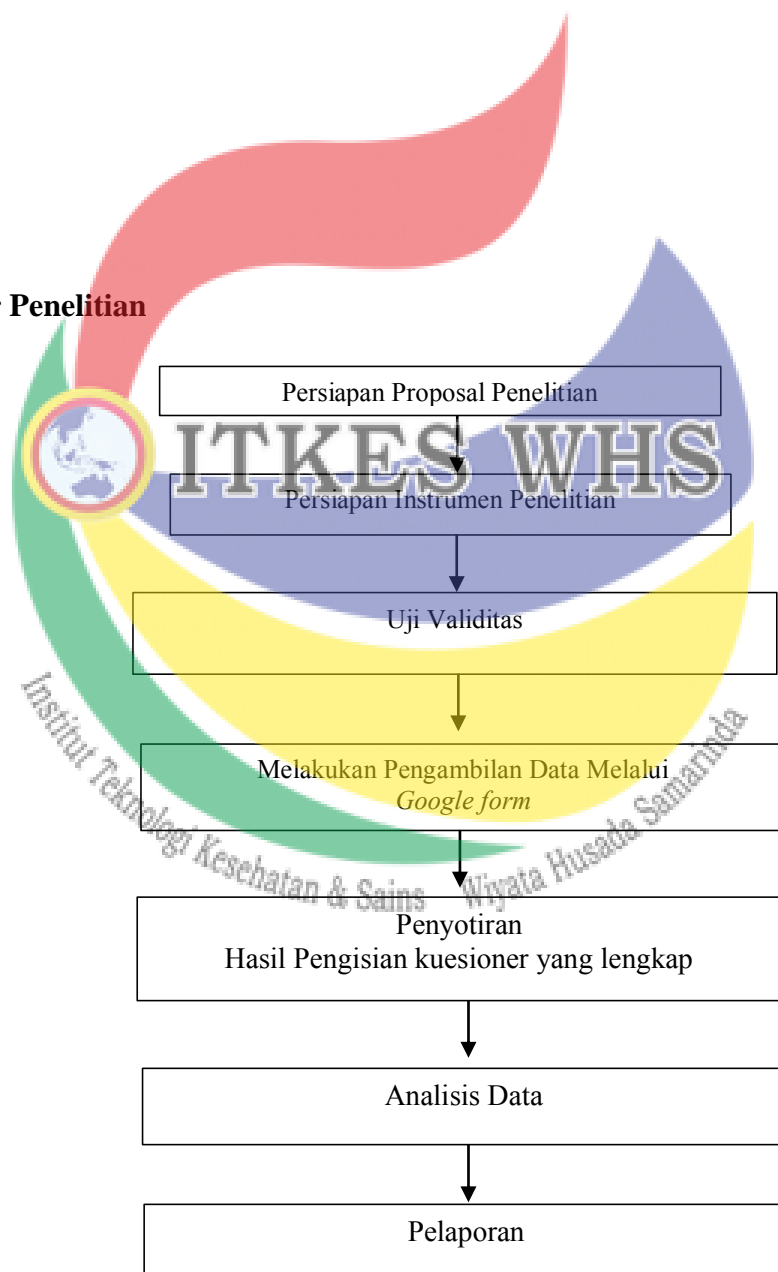 Penelitian
Persiapan Proposal Penelitian
ITKES WHS
Persiapan Instrumen Penelitian
Uji Validitas
Melakukan Pengambilan Data Melalui
Google form
Institut Teknologi Kesehatan & Sains Wiyata Husada Samarinda
Penyotiran
Hasil Pengisian kuesioner yang lengkap
Analisis Data
Pelaporan